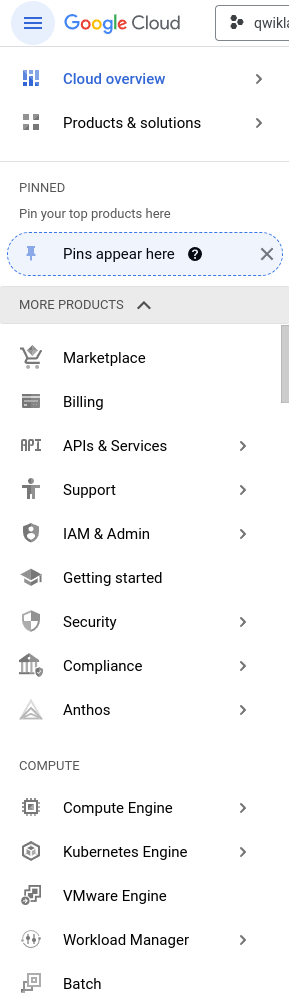 Google Cloud
Cloud overview
Products & solutions
PINNED
Pin your top products here
Pins appear here ?
MORE PRODUCTS
Marketplace
Billing
API APIs & Services
Support
IAM & Admin
Getting started
Security
Compliance
Anthos
COMPUTE
Compute Engine
Kubernetes Engine
VMware Engine
Workload Manager
Batch